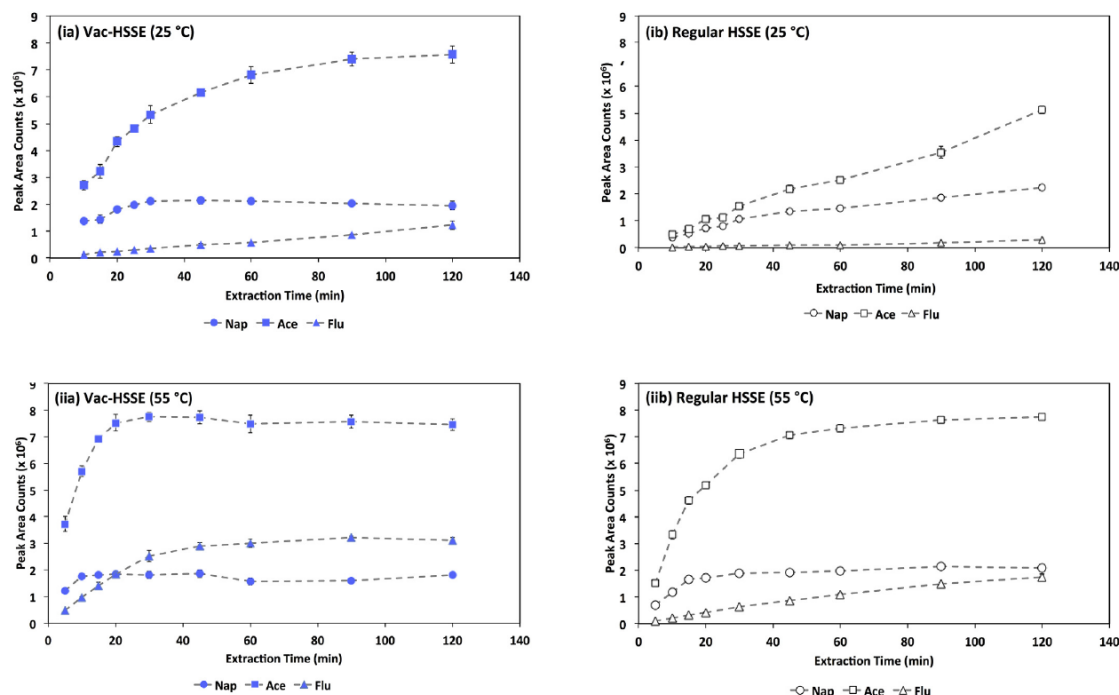 (ia) Vac-HSSE (25 °C)
Peak Area Counts (x 10⁶)
9
8
7
6
5
4
3
2
1
0
0 20 40 60 80 100 120 140
Extraction Time (min)
Nap Ace Flu
(ib) Regular HSSE (25 °C)
Peak Area Counts (x 10⁶)
9
8
7
6
5
4
3
2
1
0
0 20 40 60 80 100 120 140
Extraction Time (min)
Nap Ace Flu
(iia) Vac-HSSE (55 °C)
Peak Area Counts (x 10⁶)
9
8
7
6
5
4
3
2
1
0
0 20 40 60 80 100 120 140
Extraction Time (min)
Nap Ace Flu
(iib) Regular HSSE (55 °C)
Peak Area Counts (x 10⁶)
9
8
7
6
5
4
3
2
1
0
0 20 40 60 80 100 120 140
Extraction Time (min)
Nap Ace Flu